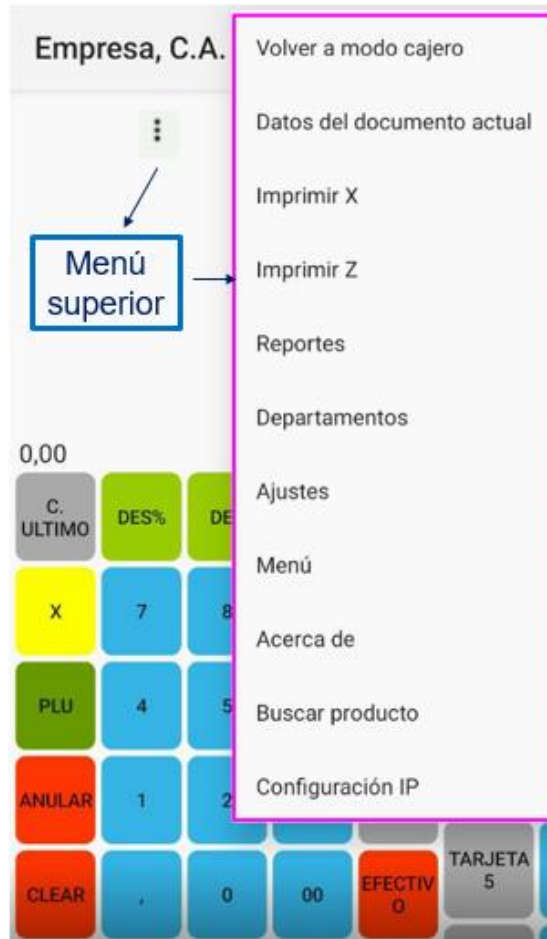 Empresa, C.A.
Menú
superior
Volver a modo cajero
Datos del documento actual
Imprimir X
Imprimir Z
Reportes
Departamentos
Ajustes
Menú
Acerca de
Buscar producto
Configuración IP
0,00
C.
ULTIMO
DES%
DE
X
7
8
PLU
4
5
ANULAR
1
2
CLEAR
,
0
00
EFECTIV
O
TARJETA
5